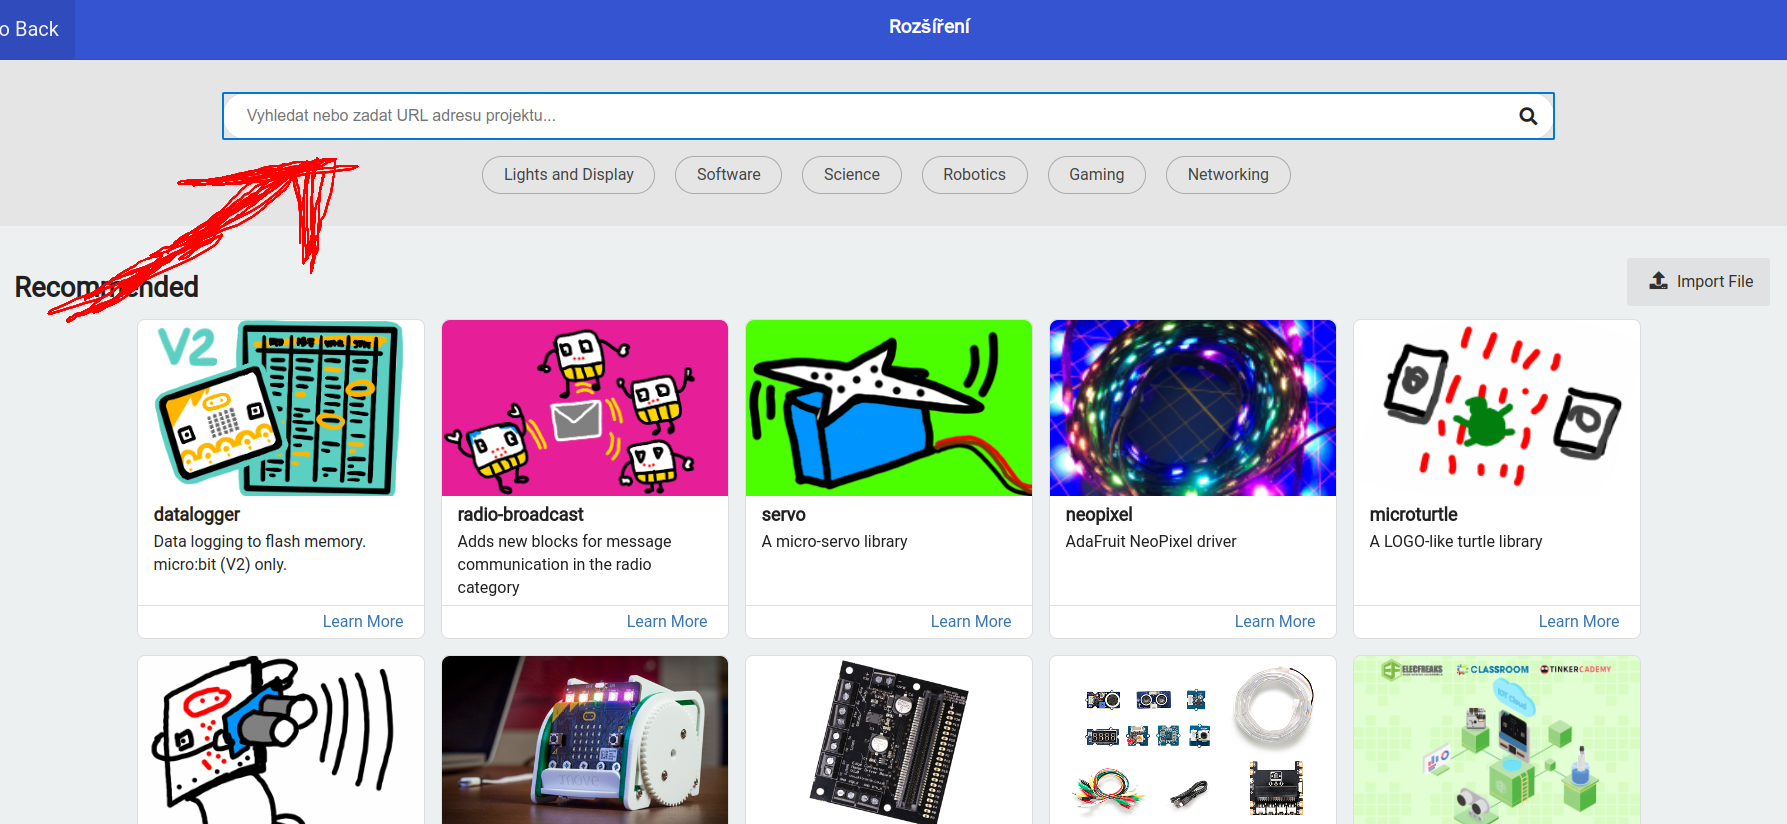 o Back
Rozšíření
Vyhledat nebo zadat URL adresu projektu...
Lights and Display
Software
Science
Robotics
Gaming
Networking
Recommended
Import File
V2
datalogger
Data logging to flash memory.
micro:bit (V2) only.
Learn More
radio-broadcast
Adds new blocks for message
communication in the radio
category
Learn More
servo
A micro-servo library
Learn More
neopixel
AdaFruit NeoPixel driver
Learn More
microturtle
A LOGO-like turtle library
Learn More
ELECFREAKS
CLASSROOM
TINKERCADEMY
IOT Cloud